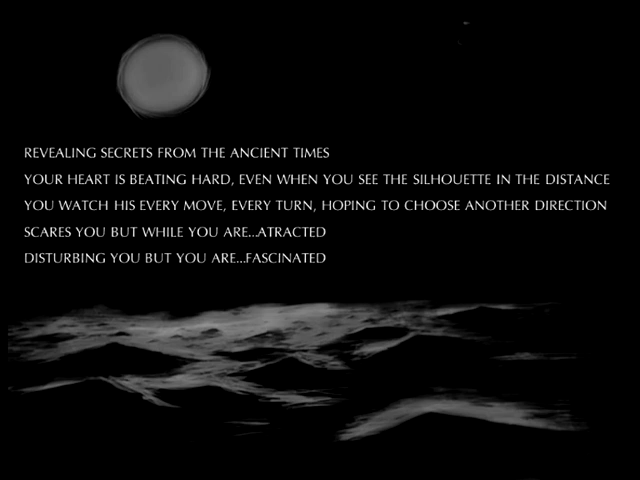 REVEALING SECRETS FROM THE ANCIENT TIMES
YOUR HEART IS BEATING HARD, EVEN WHEN YOU SEE THE SILHOUETTE IN THE DISTANCE
YOU WATCH HIS EVERY MOVE, EVERY TURN, HOPING TO CHOOSE ANOTHER DIRECTION
SCARES YOU BUT WHILE YOU ARE...ATRACTED
DISTURBING YOU BUT YOU ARE...FASCINATED